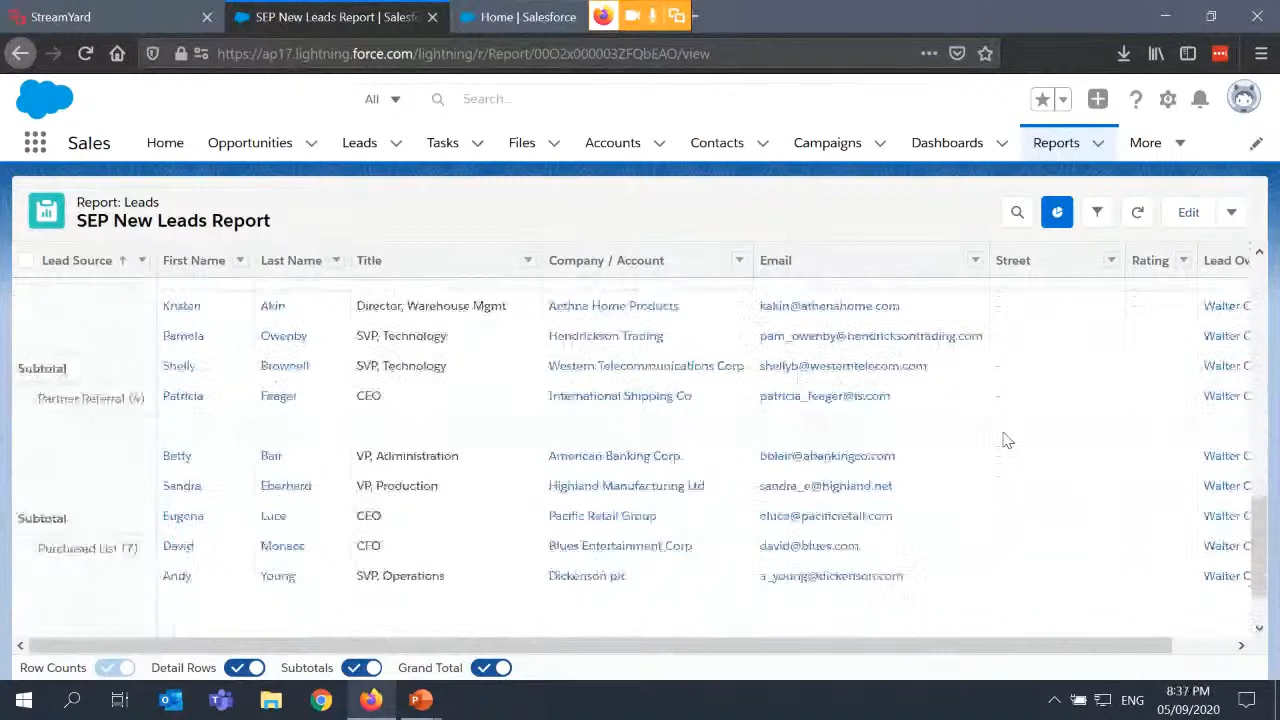 StreamYard
SEP New Leads Report | Salesfo
Home | Salesforce
https://ap17.lightning.force.com/lightning/r/Report/00O2x000003ZFQbEAO/view
All
Search...
Sales
Home
Opportunities
Leads
Tasks
Files
Accounts
Contacts
Campaigns
Dashboards
Reports
More
Report: Leads
SEP New Leads Report
Edit
Lead Source First Name Last Name Title Company / Account Email Street Rating Lead Ow
Kristen Akin Director, Warehouse Mgmt Aethna Home Products kakin@athenahome.com - Walter C
Pamela Owenby SVP, Technology Hendrickson Trading pam_owenby@hendricksontrading.com Walter C
Subtotal Shelly Brownell SVP, Technology Western Telecommunications Corp shellyb@westerntelecom.com - Walter C
Partner Referral (4) Patricia Feager CEO International Shipping Co patricia_feager@is.com - Walter C
Betty Bair VP, Administration American Banking Corp. bblair@abankingco.com Walter C
Sandra Eberhard VP, Production Highland Manufacturing Ltd sandra_e@highland.net Walter C
Subtotal Eugena Luce CEO Pacific Retail Group eluce@pacificretail.com Walter C
Purchased List (7) David Monaco CFO Blues Entertainment Corp david@blues.com Walter C
Andy Young SVP, Operations Dickenson plc a_young@dickenson.com Walter C
Row Counts
Detail Rows
Subtotals
Grand Total
ENG
8:37 PM
05/09/2020